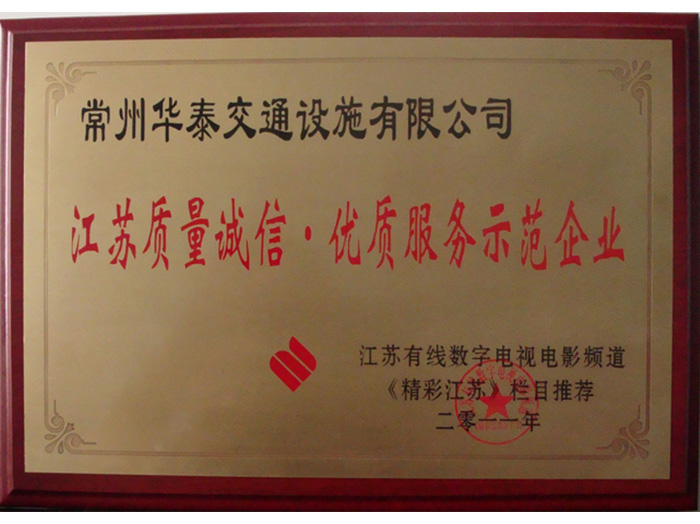 常州华泰交通设施有限公司
江苏质量诚信·优质服务示范企业
江苏有线数字电视电影频道
《精彩江苏》栏目推荐
二零一一年